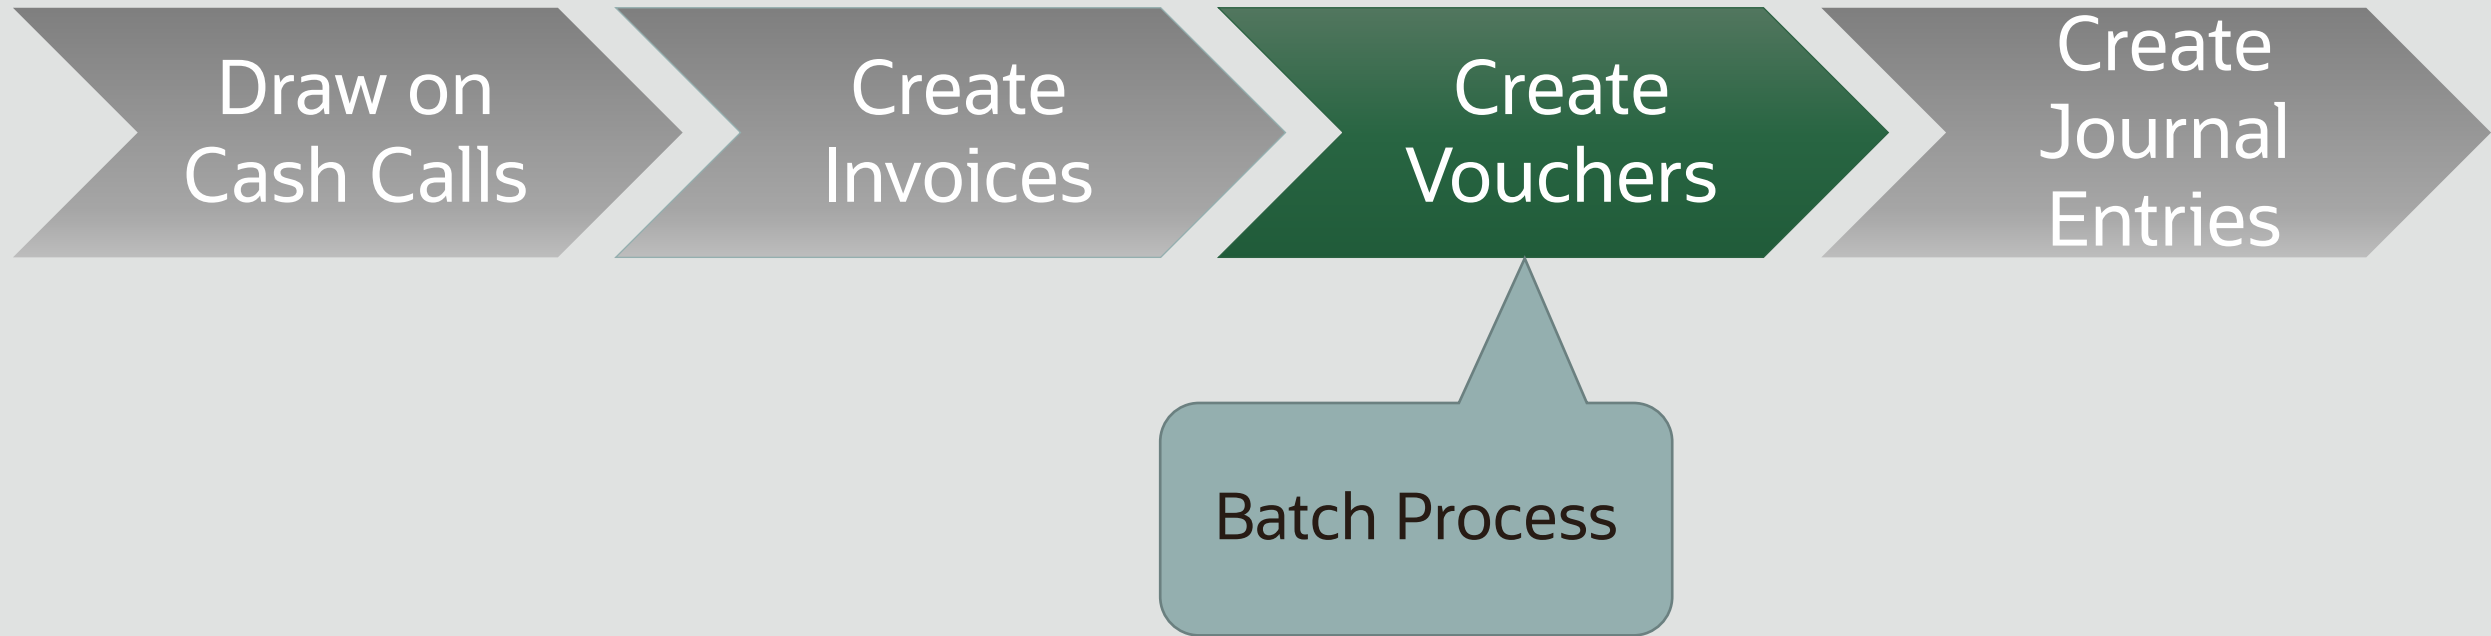 Draw on
Cash Calls
Create
Invoices
Create
Vouchers
Create
Journal
Entries
Batch Process